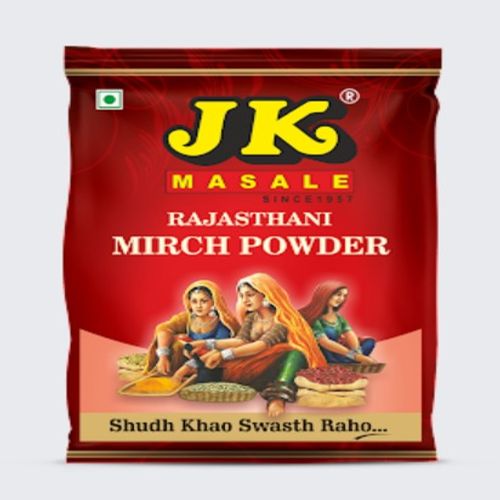 JK®
MASALE
SINCE1957
RAJASTHANI
MIRCH POWDER
Shudh Khao Swasth Raho...